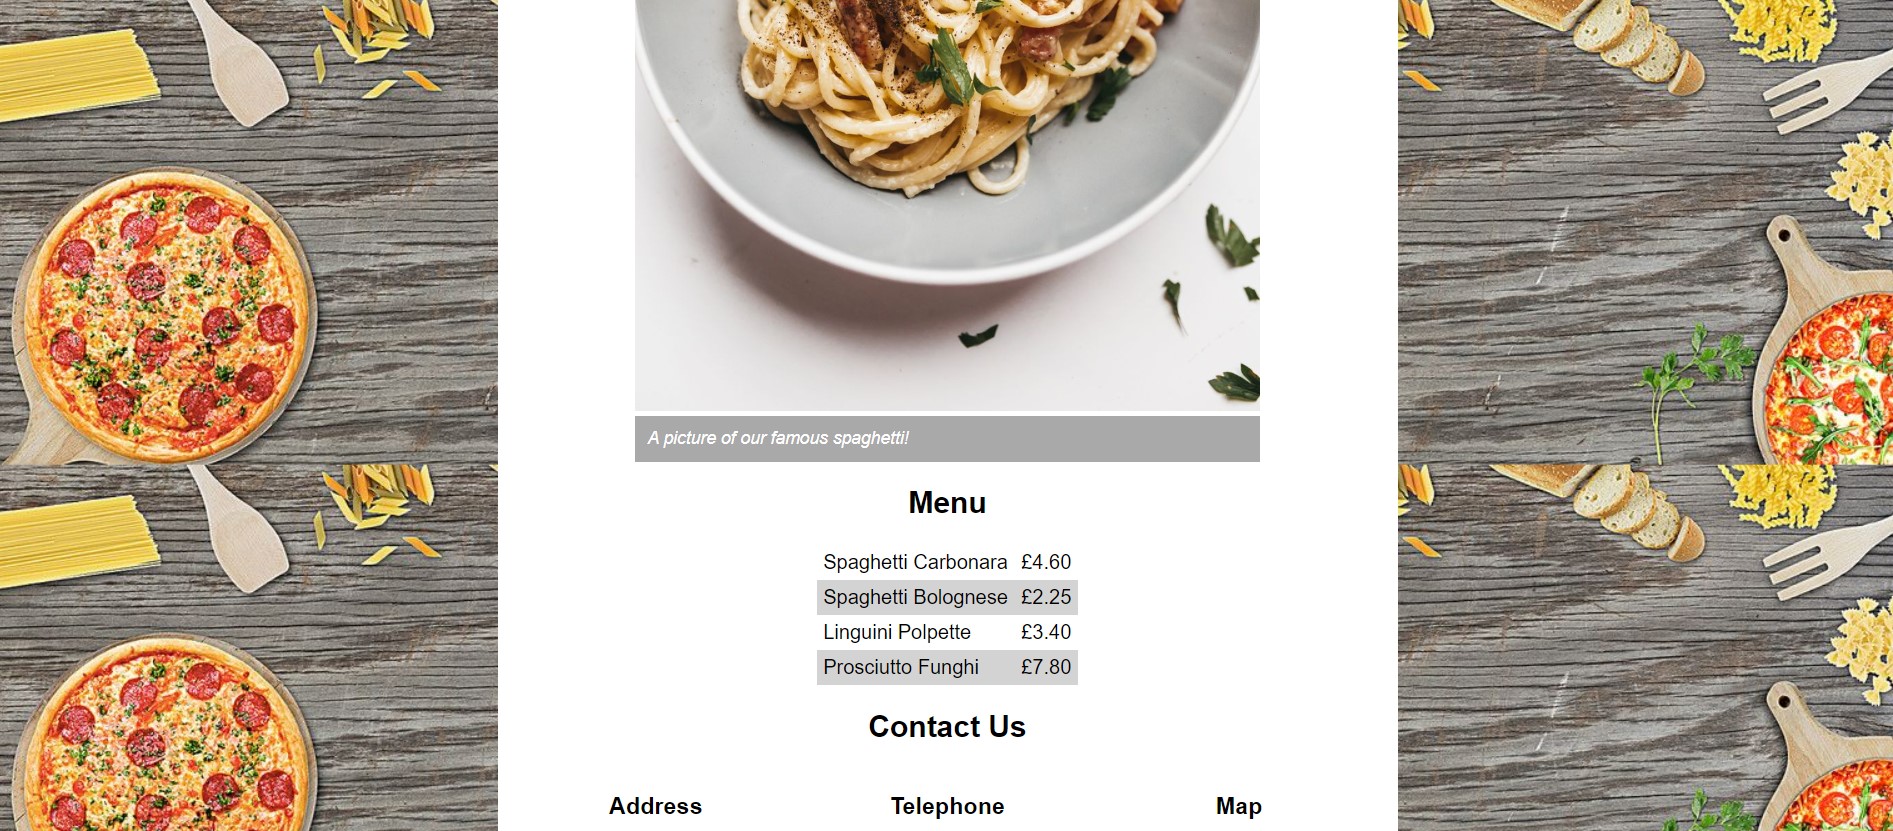 A picture of our famous spaghetti!
Menu
Spaghetti Carbonara £4.60
Spaghetti Bolognese £2.25
Linguini Polpette £3.40
Prosciutto Funghi £7.80
Contact Us
Address Telephone Map